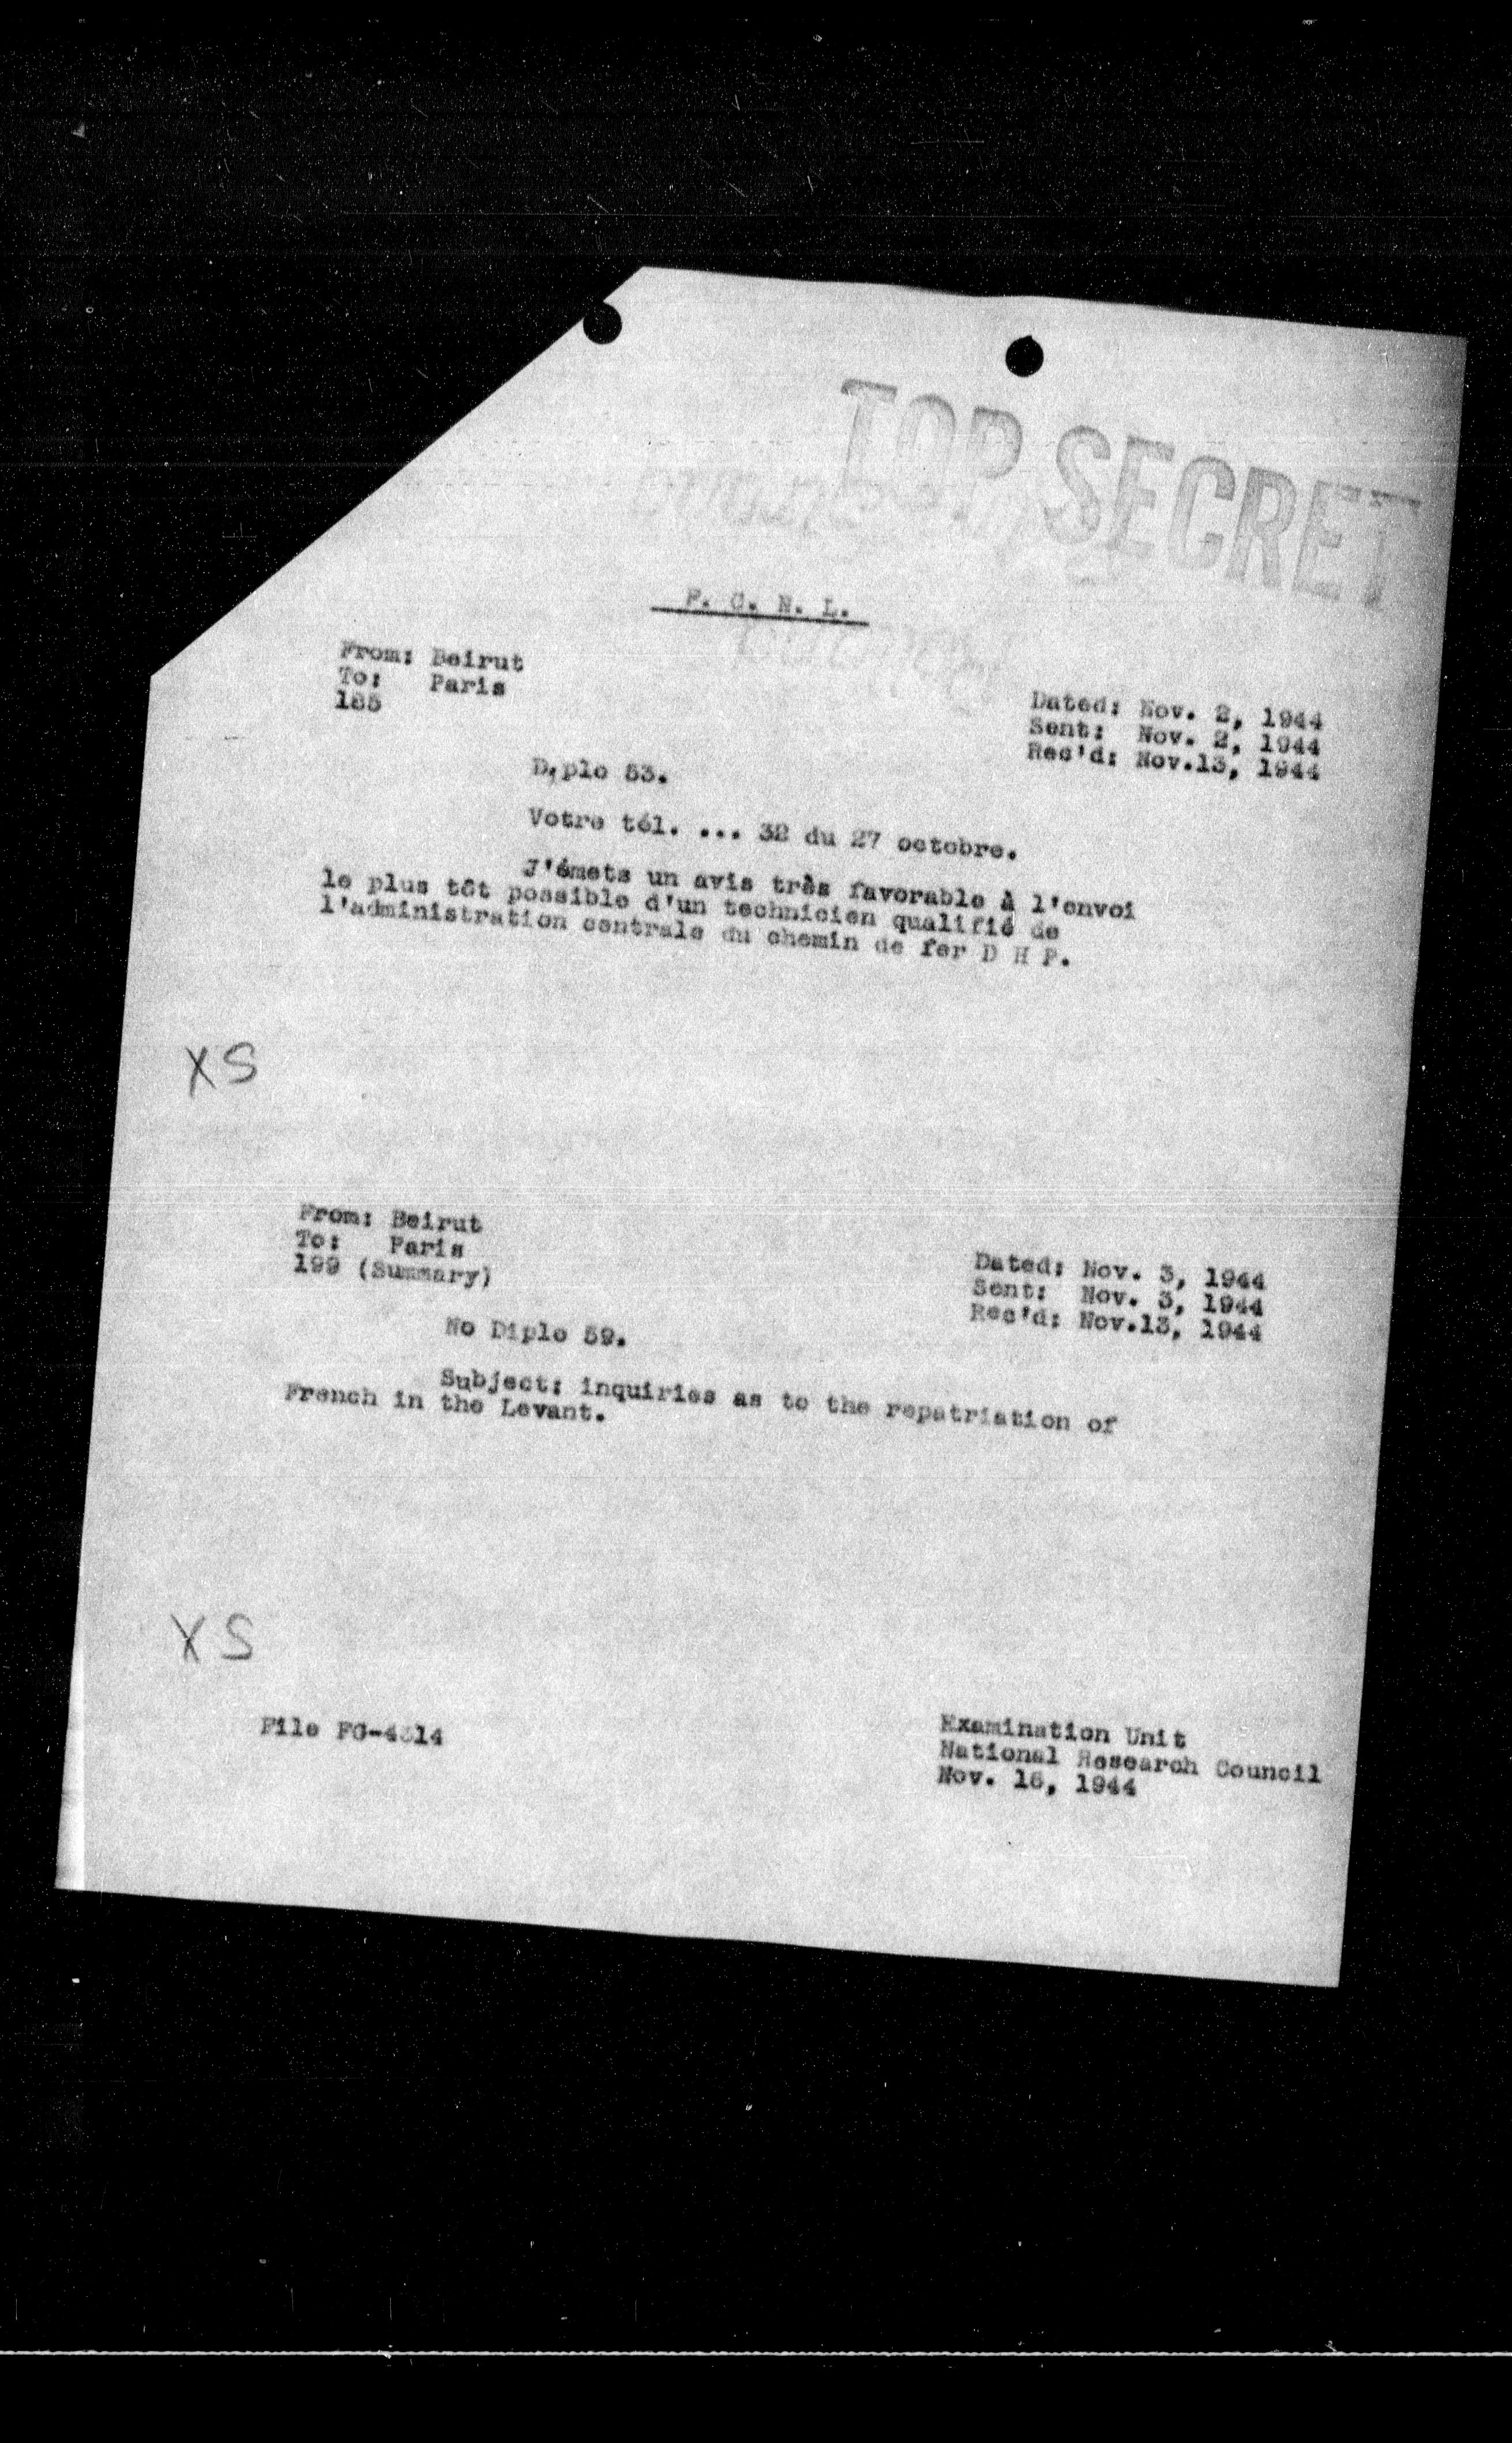 TOP SECRET
F. C. N. L.
From: Beirut
To: Paris
185
Dated: Nov. 2, 1944
Sent: Nov. 2, 1944
Rec'd: Nov.13, 1944
D,plo 53.
Votre tél. ... 32 du 27 octobre.
J'émets un avis très favorable à l'envoi
le plus tôt possible d'un technicien qualifié de
l'administration centrale du chemin de fer D H P.
XS
From: Beirut
To: Paris
199 (Summary)
Dated: Nov. 3, 1944
Sent: Nov. 3, 1944
Rec'd: Nov.13, 1944
No Diplo 59.
Subject: inquiries as to the repatriation of
French in the Levant.
XS
File FG-4314
Examination Unit
National Research Council
Nov. 16, 1944